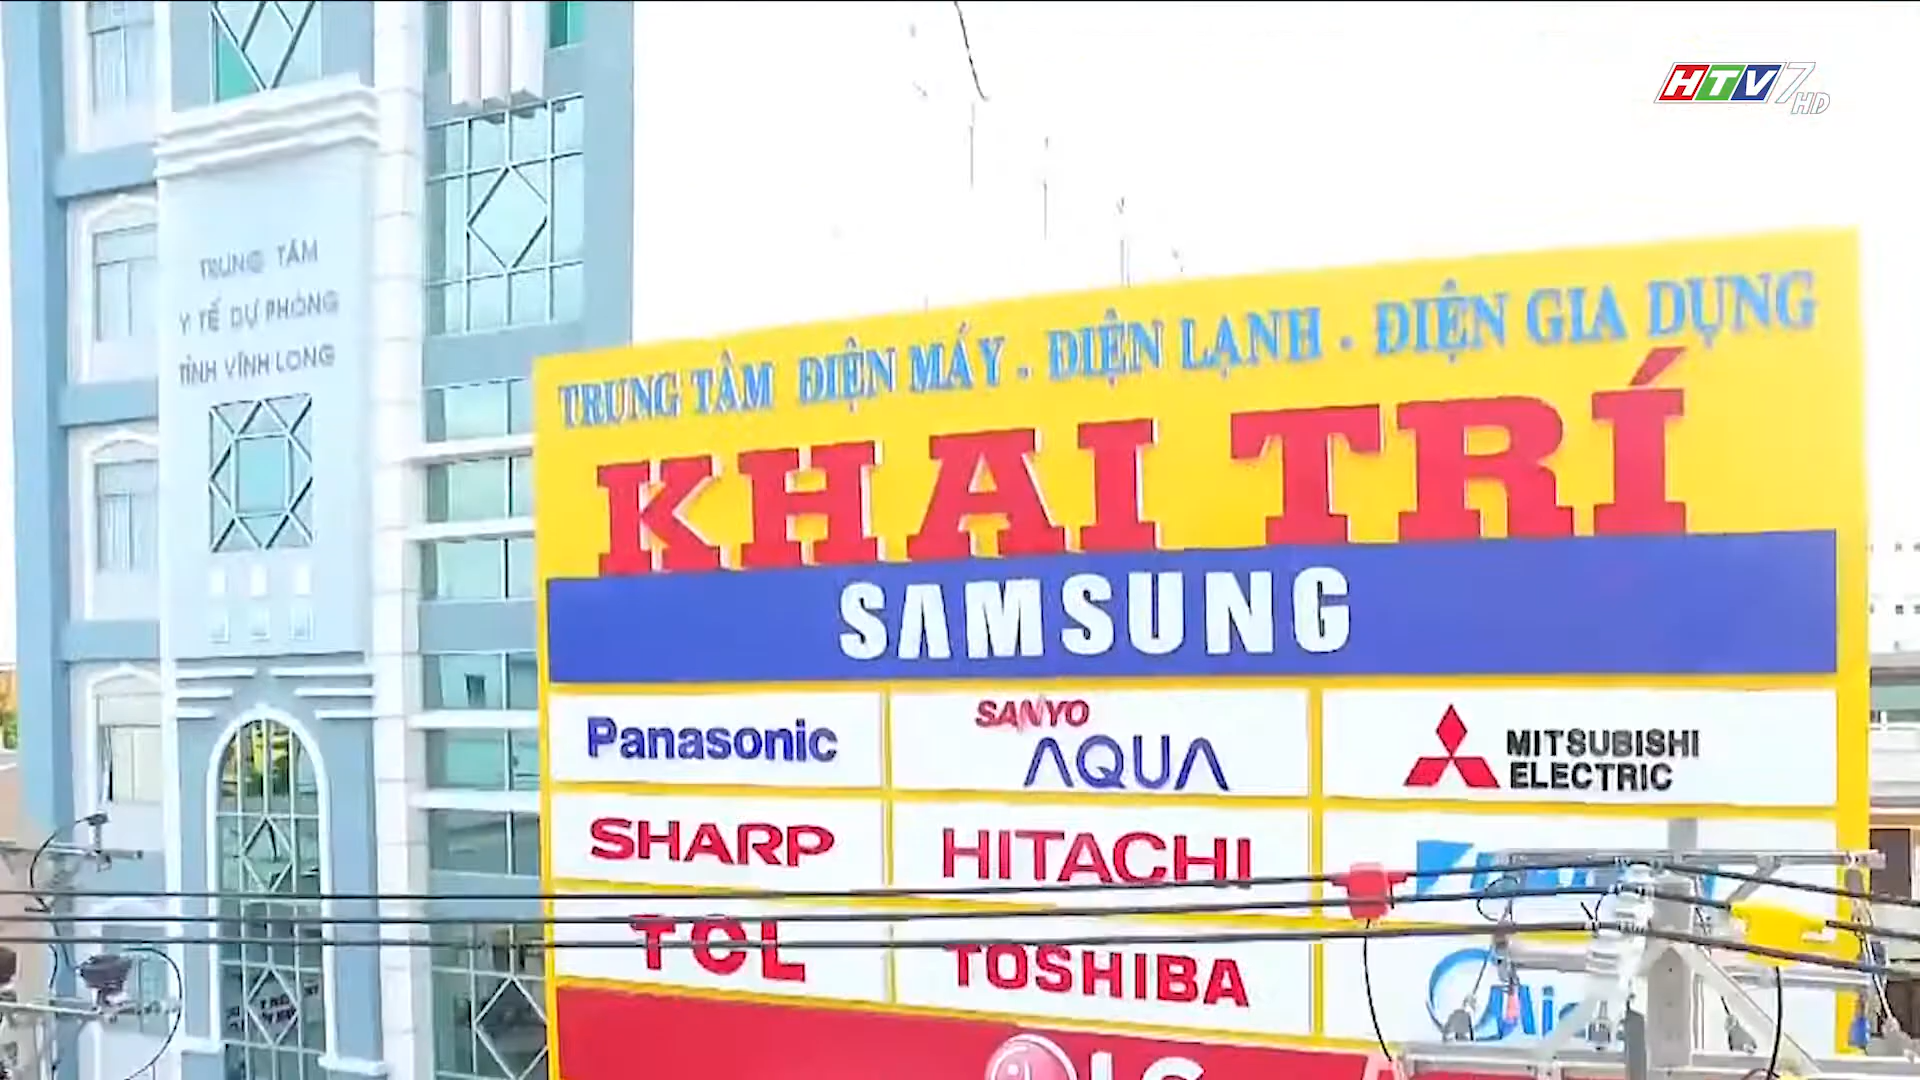 HTV7
HD
TRUNG TÂM
Y TẾ DỰ PHÒNG
TỈNH VĨNH LONG
TRUNG TÂM ĐIỆN MÁY - ĐIỆN LẠNH - ĐIỆN GIA DỤNG
KHAI TRÍ
SAMSUNG
Panasonic
SANYO
AQUA
MITSUBISHI
ELECTRIC
SHARP
HITACHI
TCL
TOSHIBA
LG